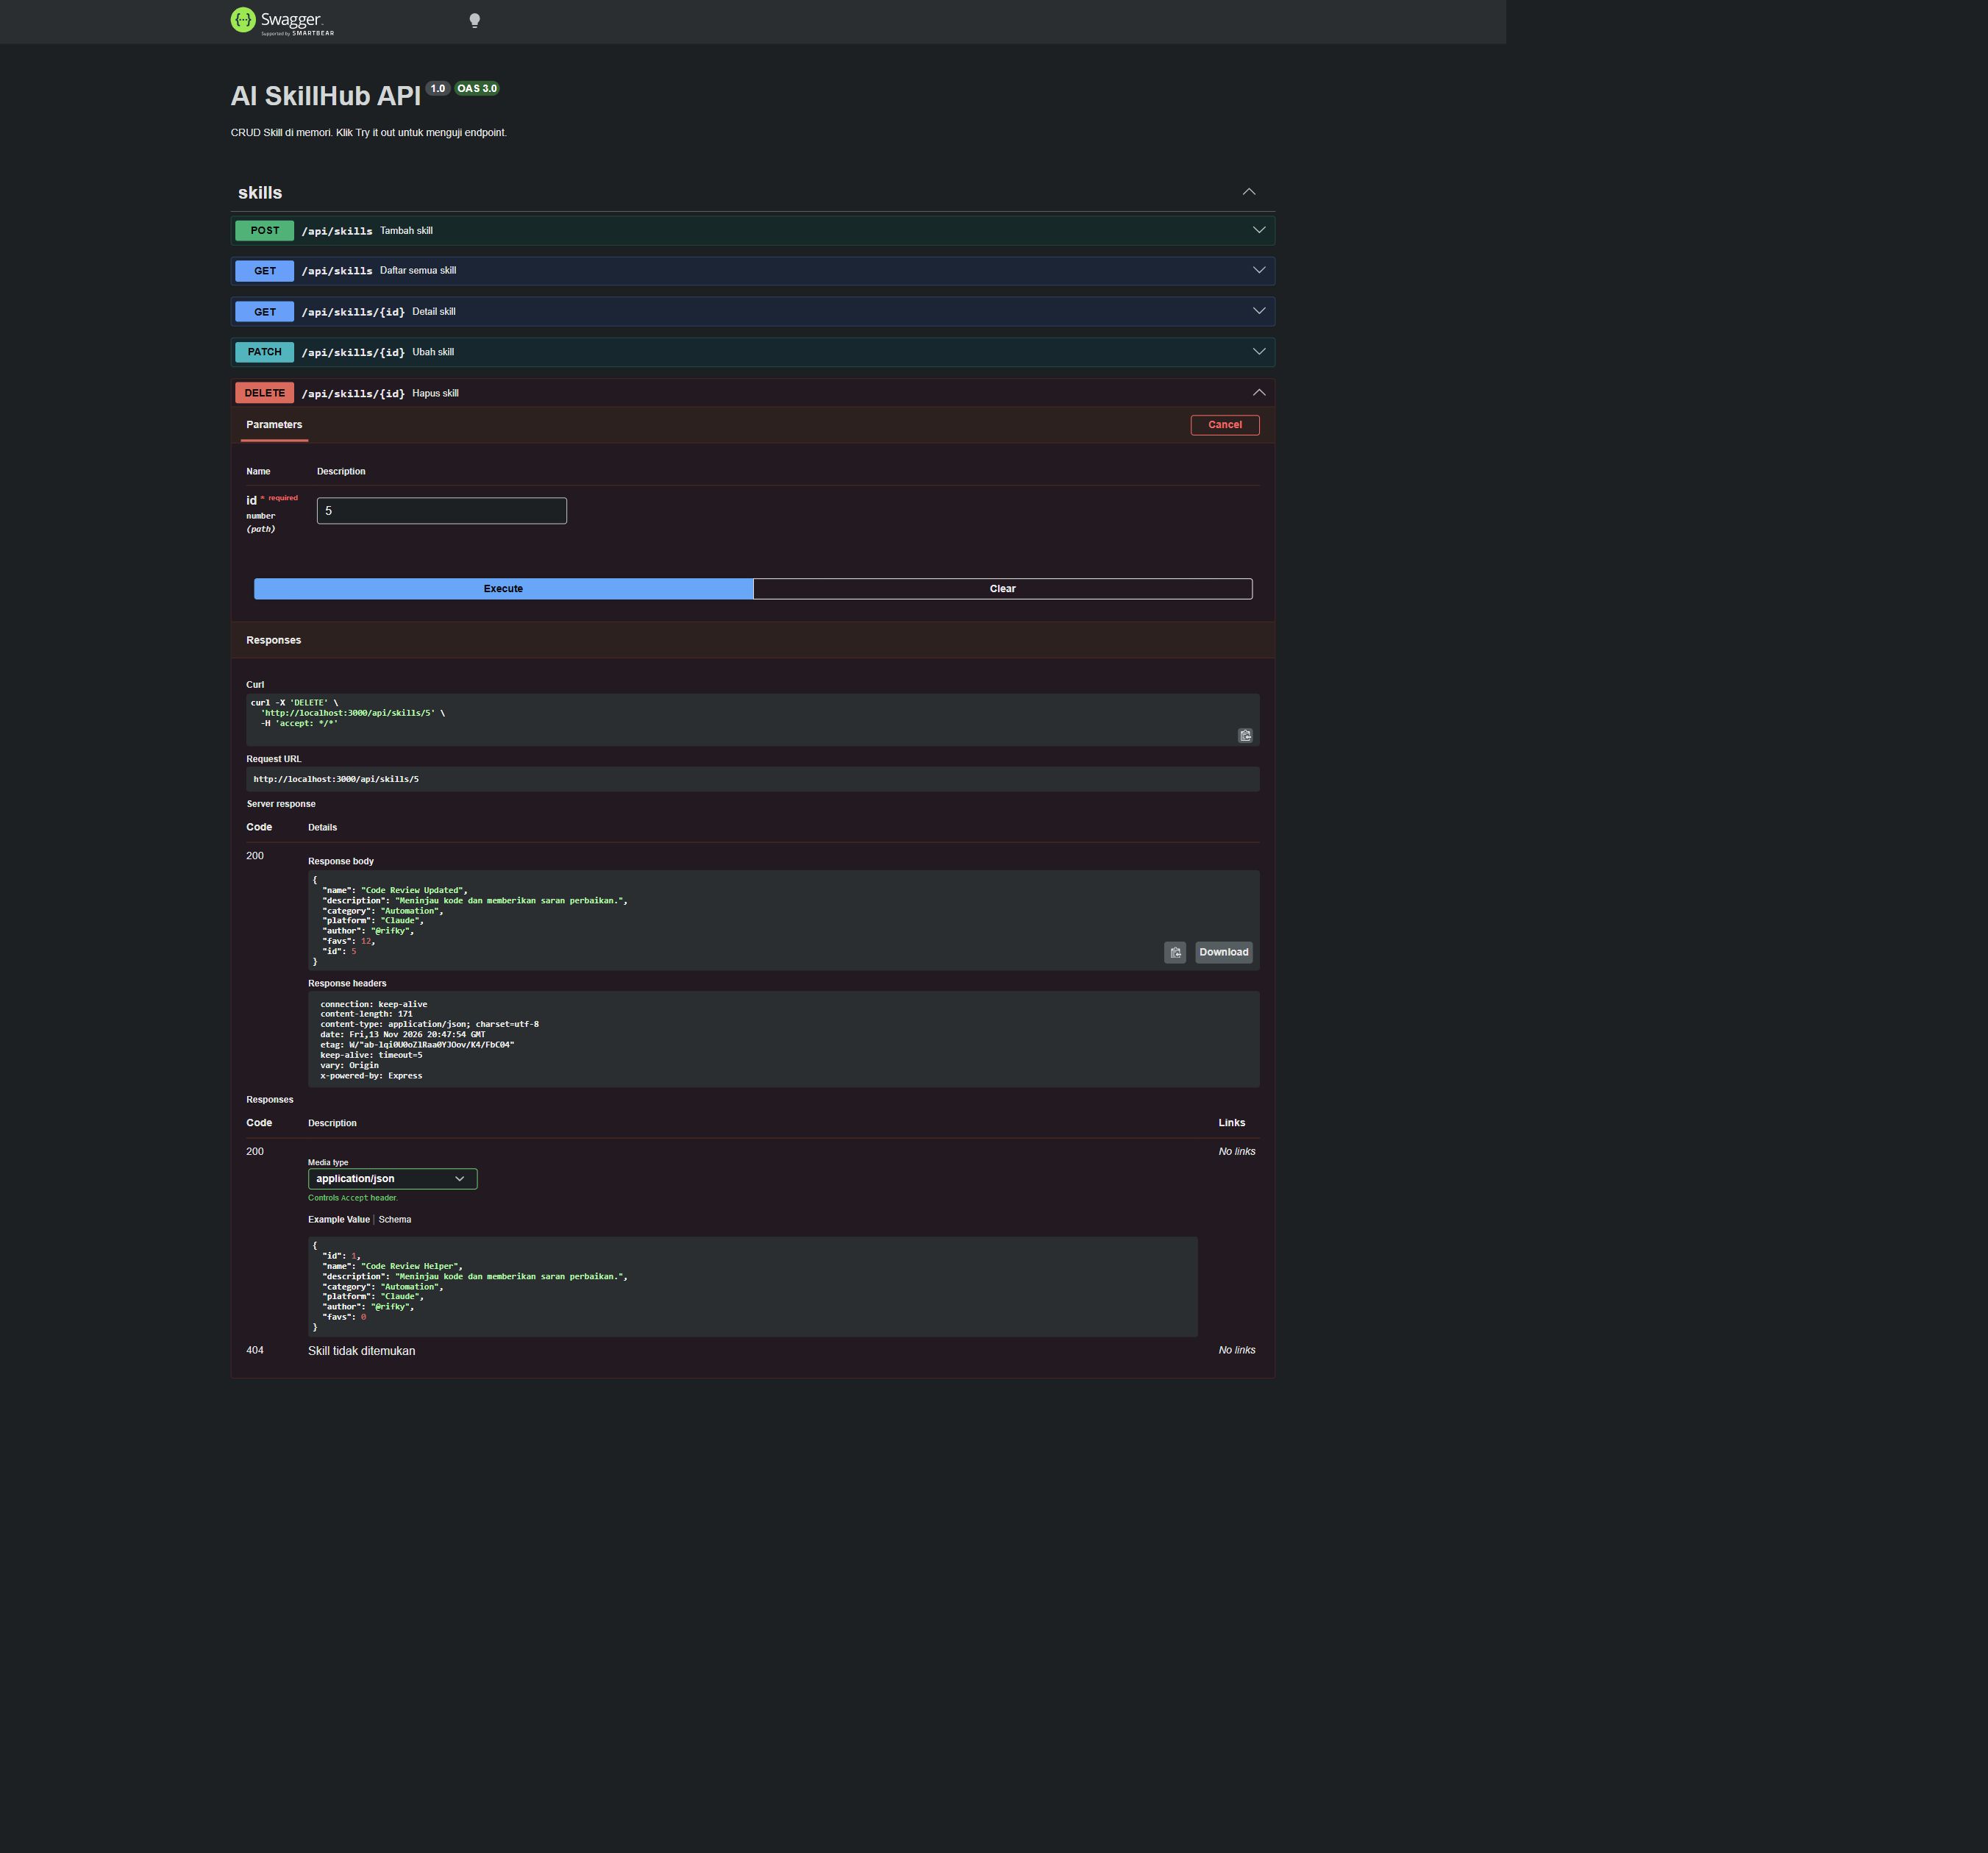 Swagger.
Supported by SMARTBEAR
AI SkillHub API 1.0 OAS 3.0
CRUD Skill di memori. Klik Try it out untuk menguji endpoint.
skills
POST /api/skills Tambah skill
GET /api/skills Daftar semua skill
GET /api/skills/{id} Detail skill
PATCH /api/skills/{id} Ubah skill
DELETE /api/skills/{id} Hapus skill
Parameters Cancel
Name Description
id * required
number
(path)
5
Execute Clear
Responses
Curl
curl -X 'DELETE' \
'http://localhost:3000/api/skills/5' \
-H 'accept: */*'
Request URL
http://localhost:3000/api/skills/5
Server response
Code Details
200
Response body
{
"name": "Code Review Updated",
"description": "Meninjau kode dan memberikan saran perbaikan.",
"category": "Automation",
"platform": "Claude",
"author": "@rifky",
"favs": 12,
"id": 5
}
Download
Response headers
connection: keep-alive
content-length: 171
content-type: application/json; charset=utf-8
date: Fri,13 Nov 2026 20:47:54 GMT
etag: W/"ab-1qi0U0oZ1Raa0YJOov/K4/FbC04"
keep-alive: timeout=5
vary: Origin
x-powered-by: Express
Responses
Code Description Links
200 No links
Media type
application/json
Controls Accept header.
Example Value | Schema
{
"id": 1,
"name": "Code Review Helper",
"description": "Meninjau kode dan memberikan saran perbaikan.",
"category": "Automation",
"platform": "Claude",
"author": "@rifky",
"favs": 0
}
404 Skill tidak ditemukan No links